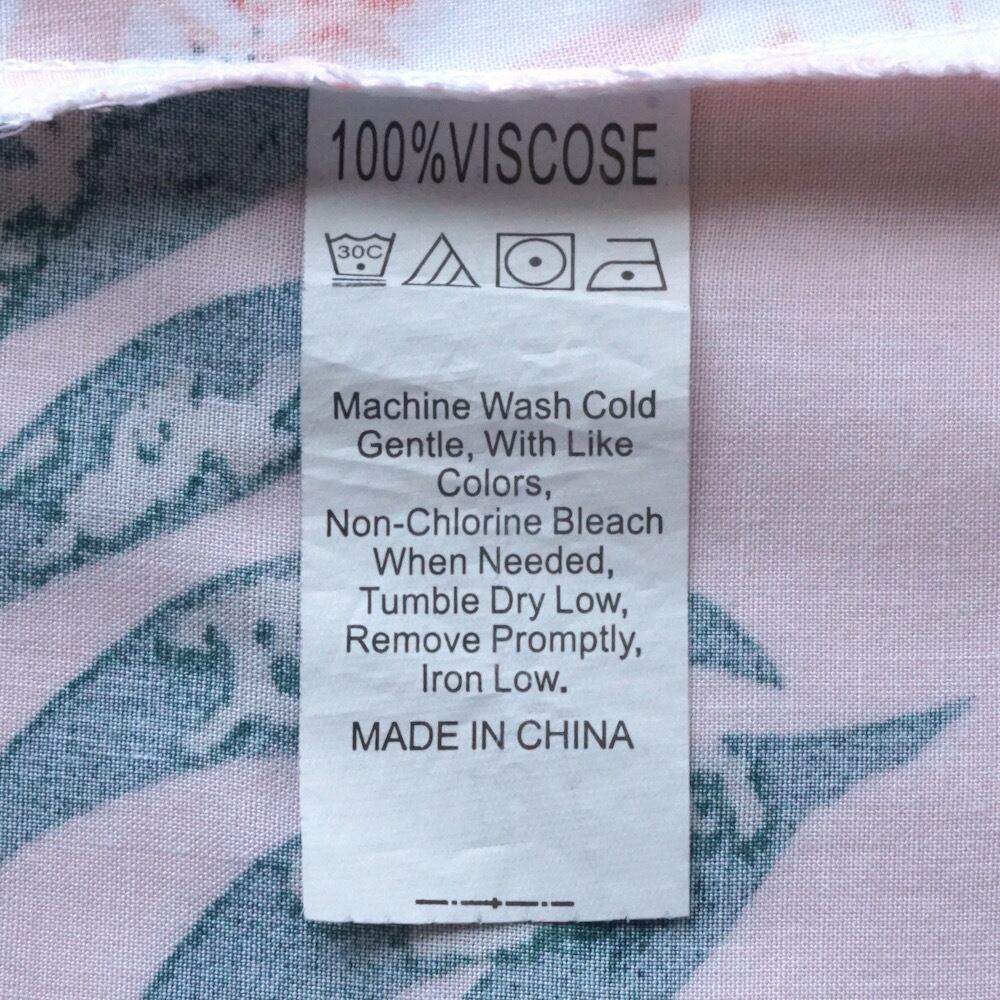 100%VISCOSE
30C
Machine Wash Cold
Gentle, With Like
Colors,
Non-Chlorine Bleach
When Needed,
Tumble Dry Low,
Remove Promptly,
Iron Low.
MADE IN CHINA